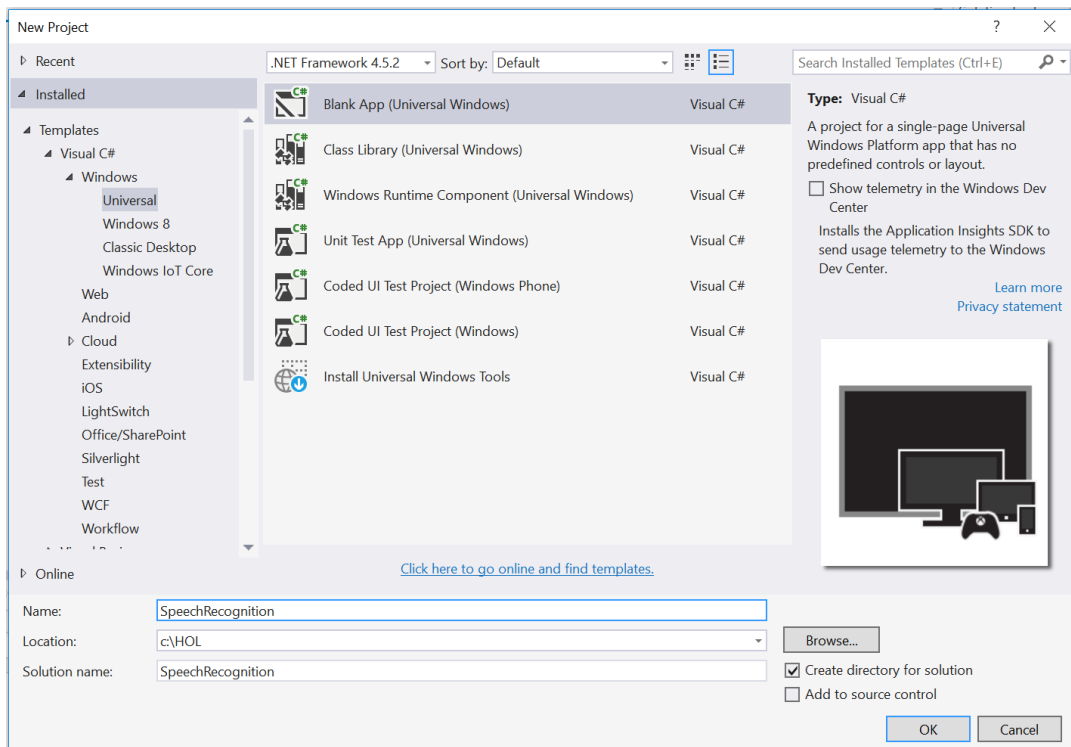 New Project
?
Recent
.NET Framework 4.5.2
Sort by:
Default
Search Installed Templates (Ctrl+E)
Installed
Templates
Visual C#
Windows
Universal
Windows 8
Classic Desktop
Windows IoT Core
Web
Android
Cloud
Extensibility
iOS
LightSwitch
Office/SharePoint
Silverlight
Test
WCF
Workflow
Online
C# Blank App (Universal Windows) Visual C#
C# Class Library (Universal Windows) Visual C#
C# Windows Runtime Component (Universal Windows) Visual C#
C# Unit Test App (Universal Windows) Visual C#
C# Coded UI Test Project (Windows Phone) Visual C#
C# Coded UI Test Project (Windows) Visual C#
Install Universal Windows Tools Visual C#
Click here to go online and find templates.
Type: Visual C#
A project for a single-page Universal
Windows Platform app that has no
predefined controls or layout.
Show telemetry in the Windows Dev
Center
Installs the Application Insights SDK to
send usage telemetry to the Windows
Dev Center.
Learn more
Privacy statement
Name: SpeechRecognition
Location: c:\HOL
Browse...
Solution name: SpeechRecognition
Create directory for solution
Add to source control
OK
Cancel